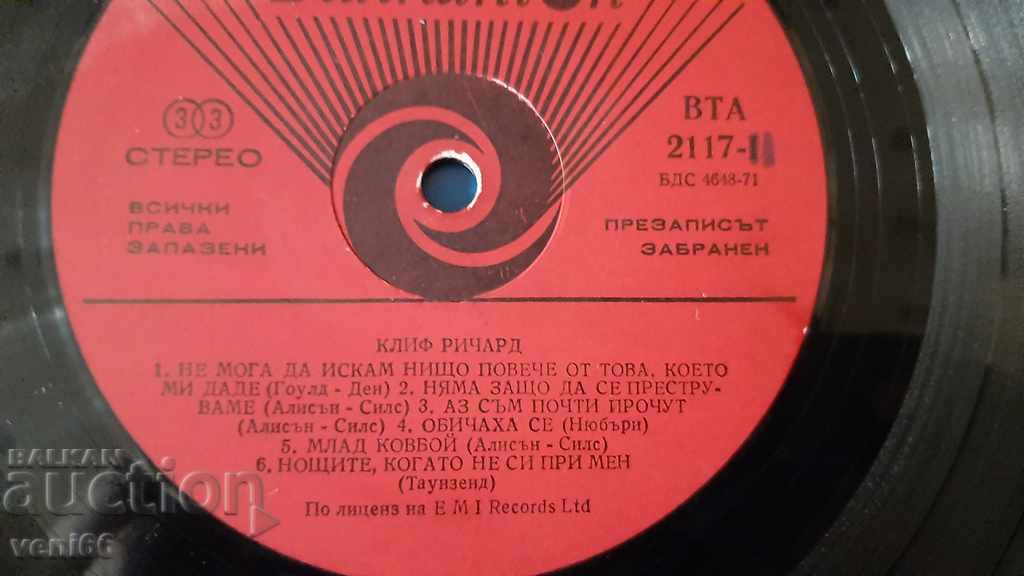 33
СТЕРЕО
ВСИЧКИ
ПРАВА
ЗАПАЗЕНИ
ВТА
2117-I
БДС 4648-71
ПРЕЗАПИСЪТ
ЗАБРАНЕН
КЛИФ РИЧАРД
1. НЕ МОГА ДА ИСКАМ НИЩО ПОВЕЧЕ ОТ ТОВА, КОЕТО
МИ ДАДЕ (Гоулд - Ден) 2. НЯМА ЗАЩО ДА СЕ ПРЕСТРУ-
ВАМЕ (Алисън - Силс) 3. АЗ СЪМ ПОЧТИ ПРОЧУТ
(Алисън - Силс) 4. ОБИЧАХА СЕ (Нюбъри)
5. МЛАД КОВБОЙ (Алисън - Силс)
6. НОЩИТЕ, КОГАТО НЕ СИ ПРИ МЕН
(Таунзенд)
По лиценз на E M I Records Ltd
BALKAN
auction
veni66